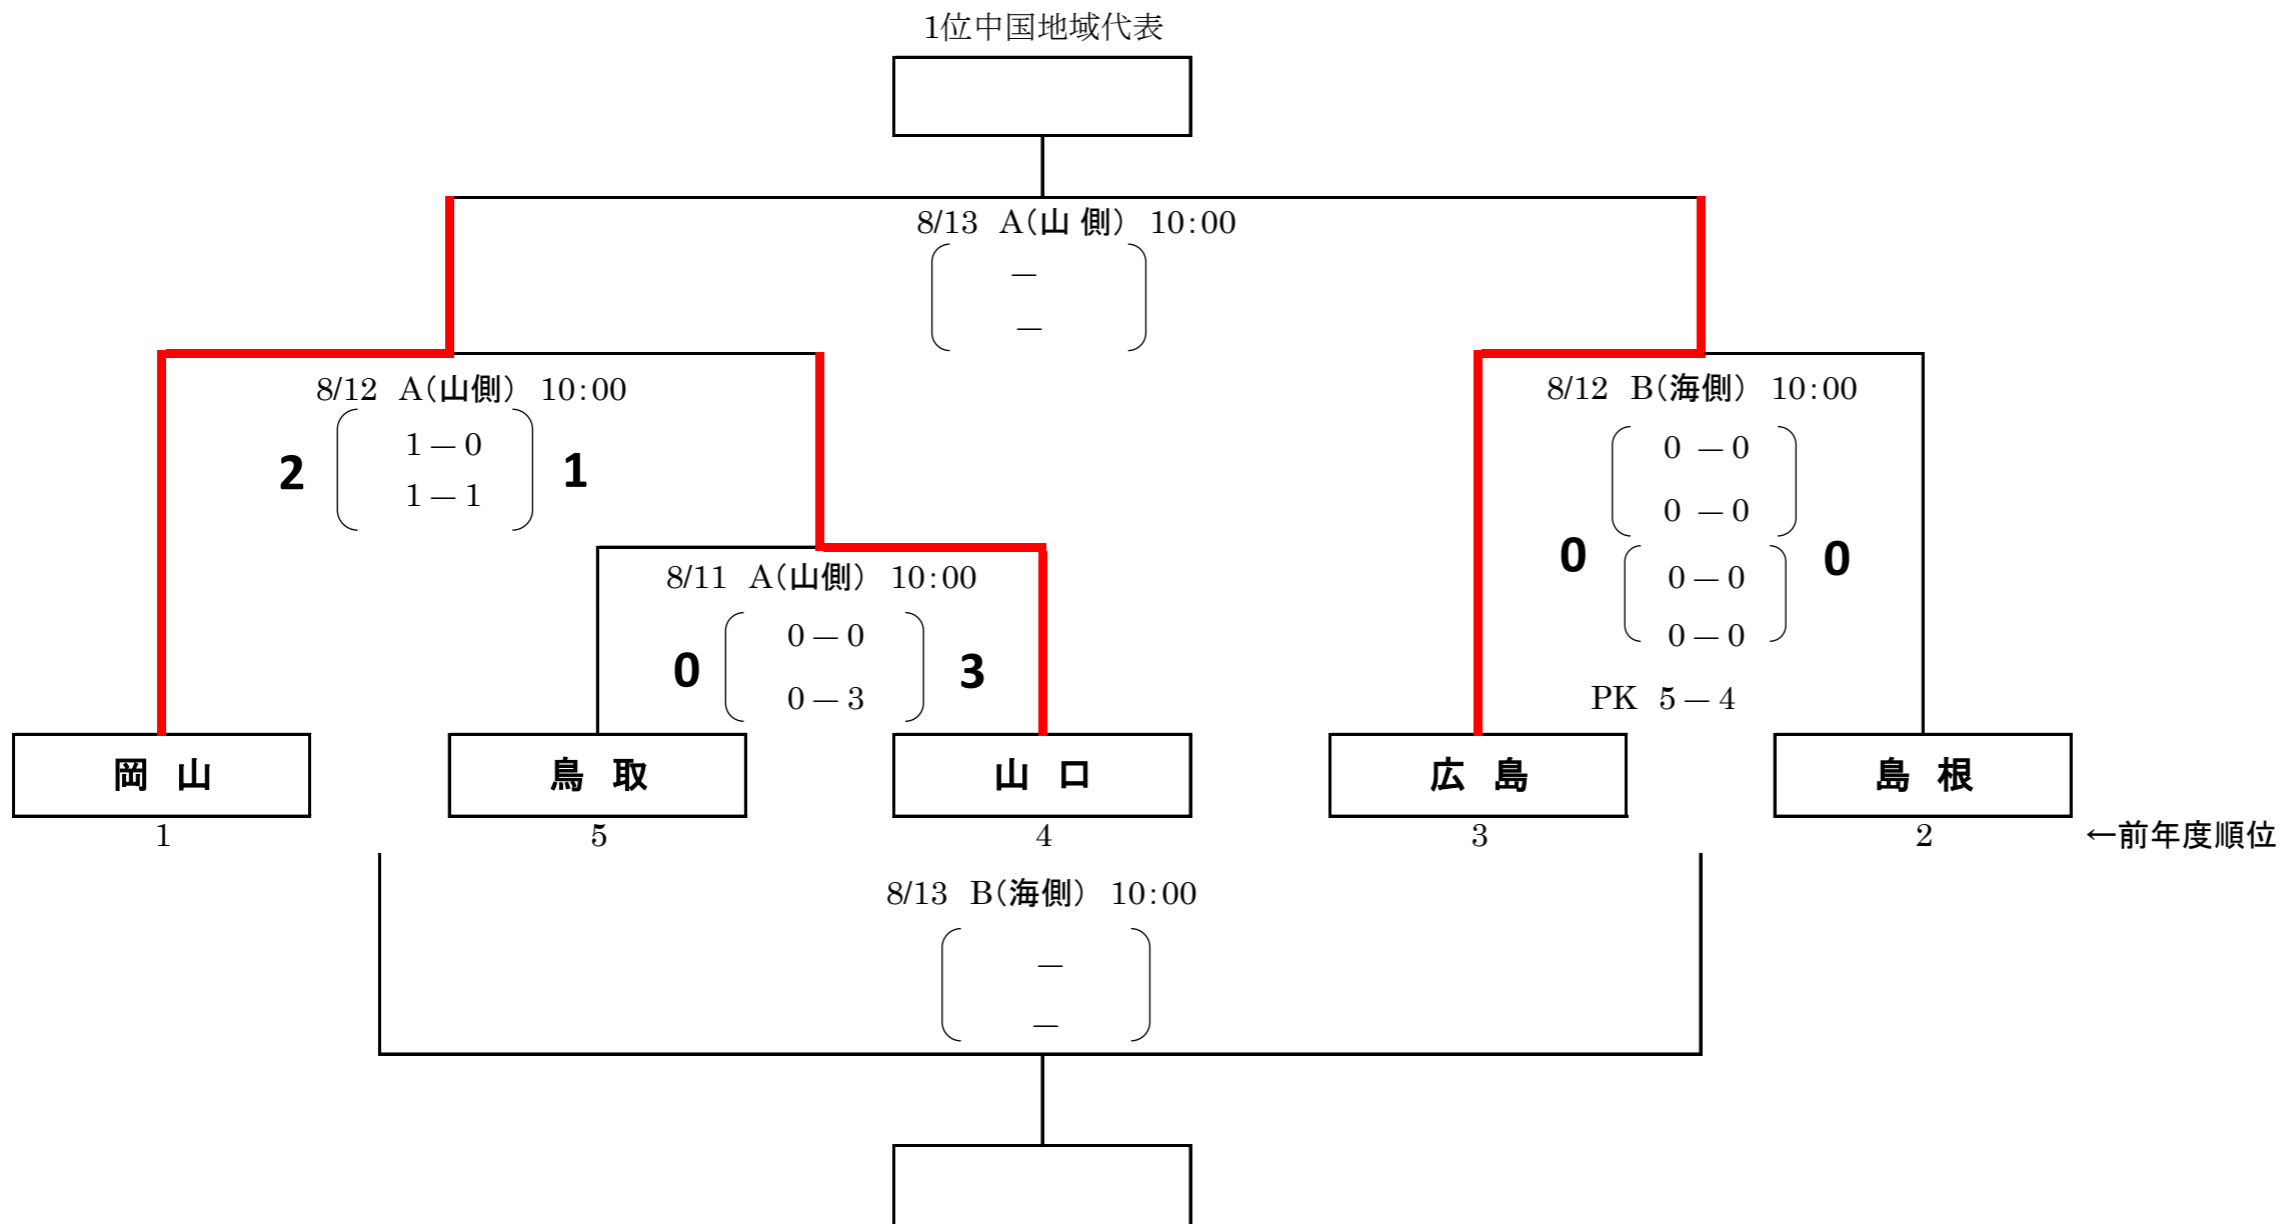 1位中国地域代表
8/13 A(山 側) 10:00
－
－
8/12 A(山側) 10:00
2 1－0 1
1－1
8/12 B(海側) 10:00
0 －0
0 －0
0 0
0－0
0－0
PK 5－4
8/11 A(山側) 10:00
0－0
0 3
0－3
岡 山 鳥 取 山 口 広 島 島 根
1 5 4 3 2 ←前年度順位
8/13 B(海側) 10:00
－
－